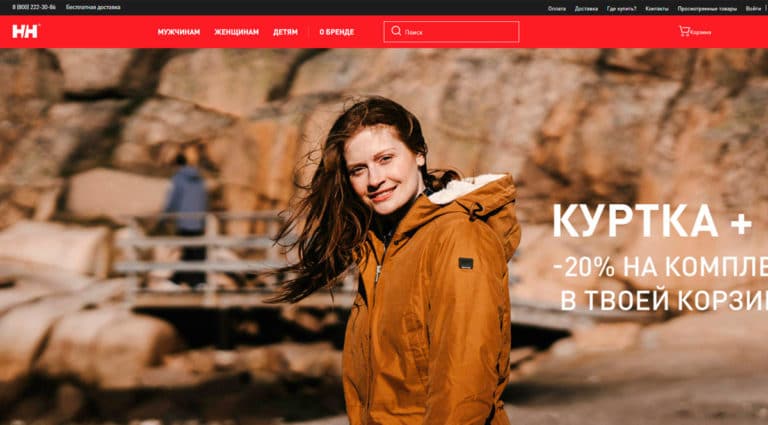 8 (800) 222-30-86 Бесплатная доставка
Оплата Доставка Где купить? Контакты Просмотренные товары Войти
HH МУЖЧИНАМ ЖЕНЩИНАМ ДЕТЯМ О БРЕНДЕ Поиск Корзина
КУРТКА +
-20% НА КОМПЛЕ
В ТВОЕЙ КОРЗИ